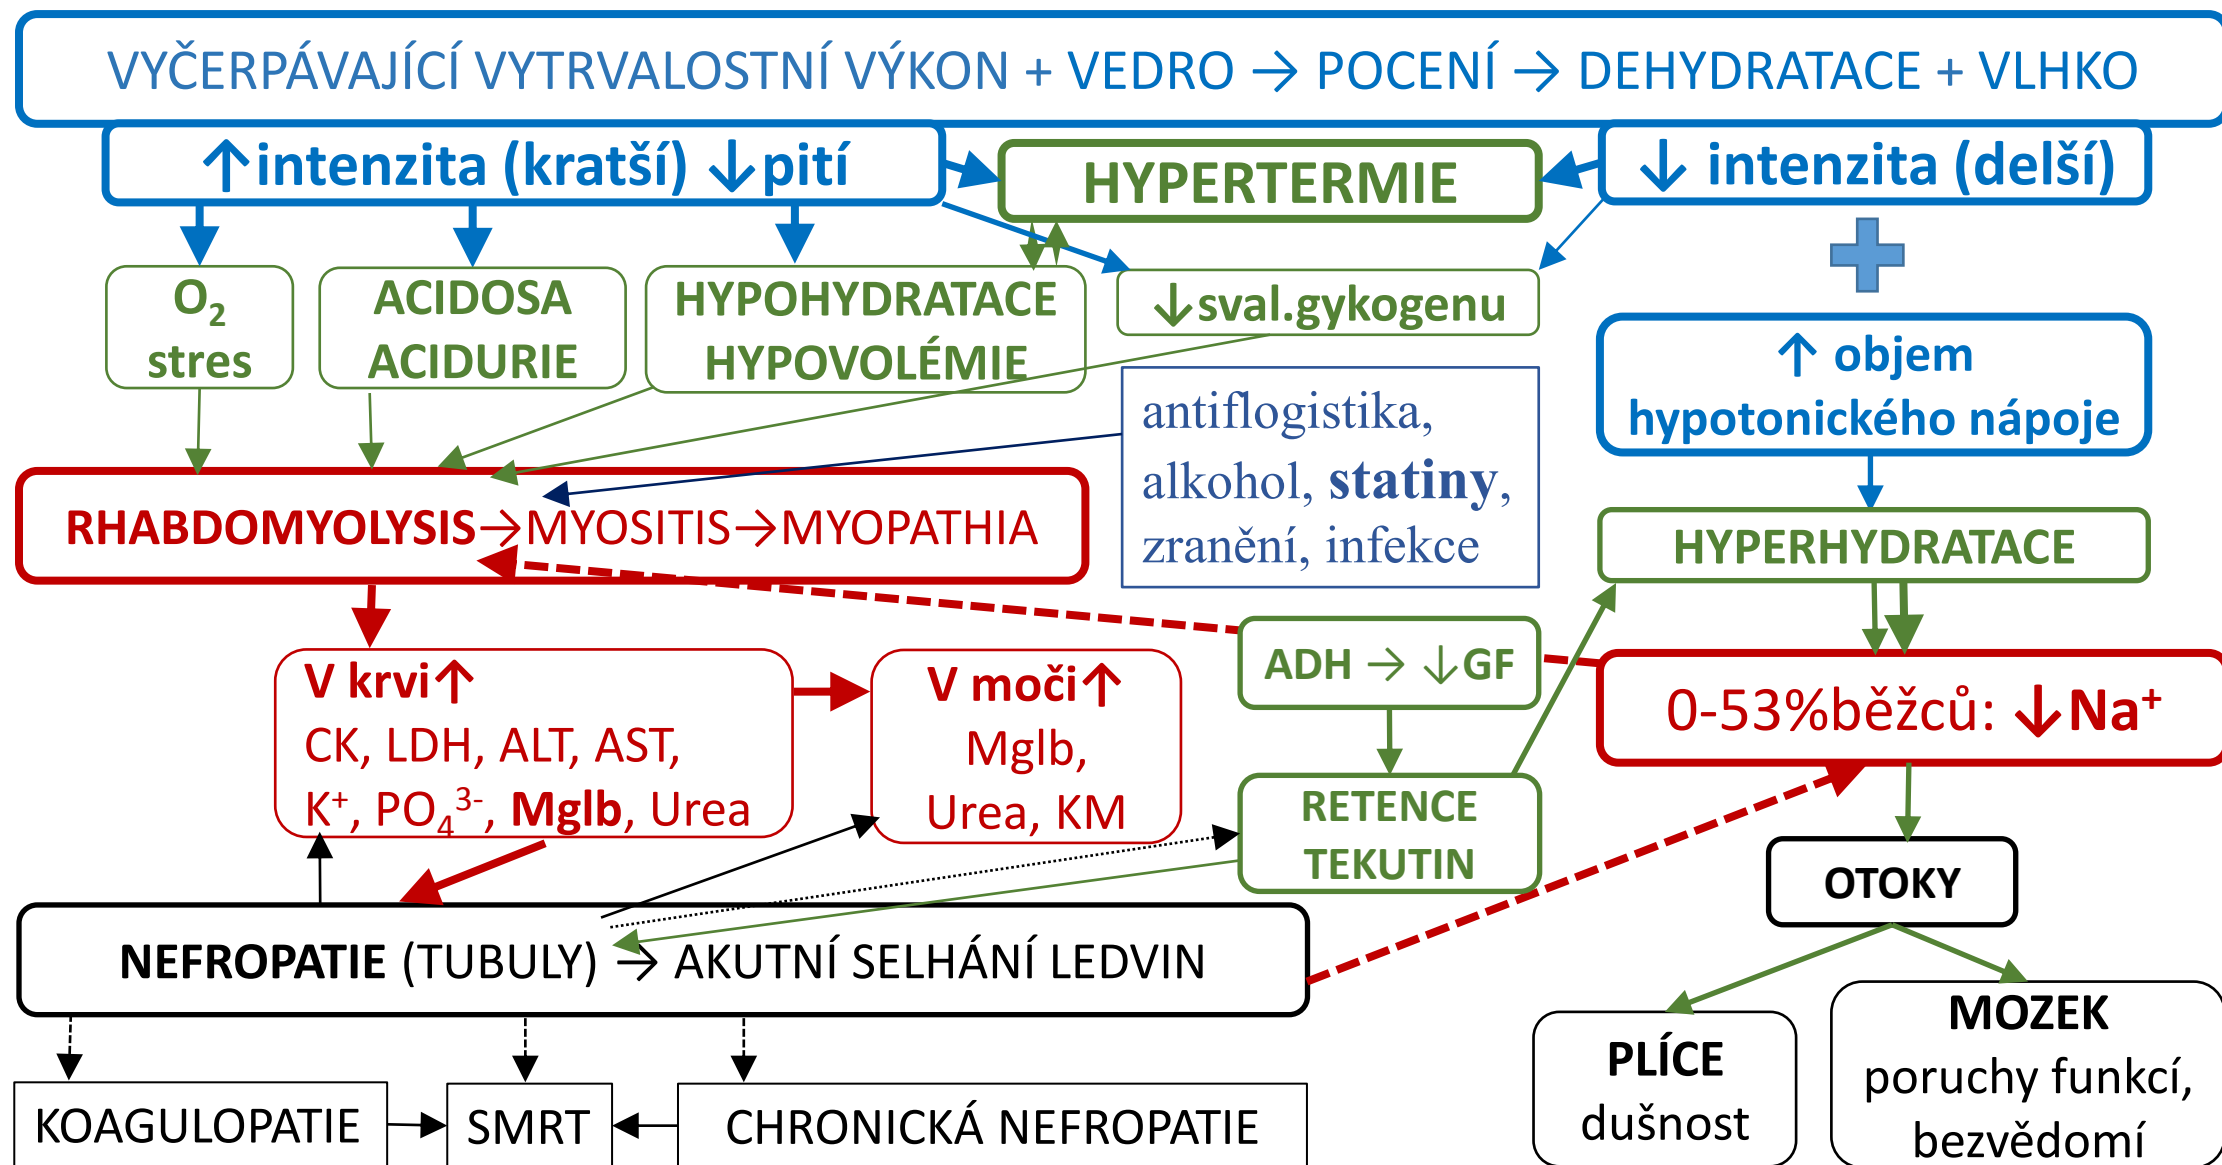 VYČERPÁVAJÍCÍ VYTRVALOSTNÍ VÝKON + VEDRO → POCENÍ → DEHYDRATACE + VLHKO
↑intenzita (kratší) ↓pití
HYPERTERMIE
↓ intenzita (delší)
O₂
stres
ACIDOSA
ACIDURIE
HYPOHYDRATACE
HYPOVOLÉMIE
↓sval.gykogenu
↑ objem
hypotonického nápoje
antiflogistika,
alkohol, statiny,
zranění, infekce
RHABDOMYOLYSIS→MYOSITIS→MYOPATHIA
HYPERHYDRATACE
ADH → ↓GF
0-53%běžců: ↓Na⁺
V krvi↑
CK, LDH, ALT, AST,
K⁺, PO₄³⁻, Mglb, Urea
V moči↑
Mglb,
Urea, KM
RETENCE
TEKUTIN
OTOKY
NEFROPATIE (TUBULY) → AKUTNÍ SELHÁNÍ LEDVIN
PLÍCE
dušnost
MOZEK
poruchy funkcí,
bezvědomí
KOAGULOPATIE
SMRT
CHRONICKÁ NEFROPATIE